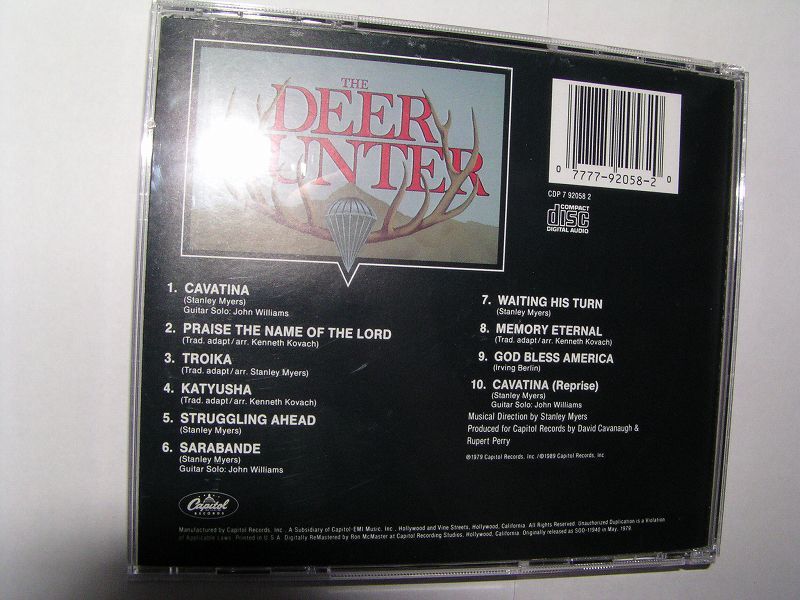 THE
DEER
UNTER
0 7777-92058-2 0
CDP 7 92058 2
COMPACT
disc
DIGITAL AUDIO
1. CAVATINA
(Stanley Myers)
Guitar Solo: John Williams
2. PRAISE THE NAME OF THE LORD
(Trad. adapt/arr. Kenneth Kovach)
3. TROIKA
(Trad. adapt/arr. Stanley Myers)
4. KATYUSHA
(Trad. adapt/arr. Kenneth Kovach)
5. STRUGGLING AHEAD
(Stanley Myers)
6. SARABANDE
(Stanley Myers)
Guitar Solo: John Williams
7. WAITING HIS TURN
(Stanley Myers)
8. MEMORY ETERNAL
(Trad. adapt/arr. Kenneth Kovach)
9. GOD BLESS AMERICA
(Irving Berlin)
10. CAVATINA (Reprise)
(Stanley Myers)
Guitar Solo: John Williams
Musical Direction by Stanley Myers
Produced for Capitol Records by David Cavanaugh &
Rupert Perry
℗1979 Capitol Records, Inc. / ©1989 Capitol Records, Inc.
Capitol
RECORDS
Manufactured by Capitol Records, Inc., A Subsidiary of Capitol-EMI Music, Inc., Hollywood and Vine Streets, Hollywood, California. All Rights Reserved. Unauthorized Duplication is a Violation
of Applicable Laws. Printed in U.S.A. Digitally ReMastered by Ron McMaster at Capitol Recording Studios, Hollywood, California. Originally released as SOO-11940 in May, 1979.